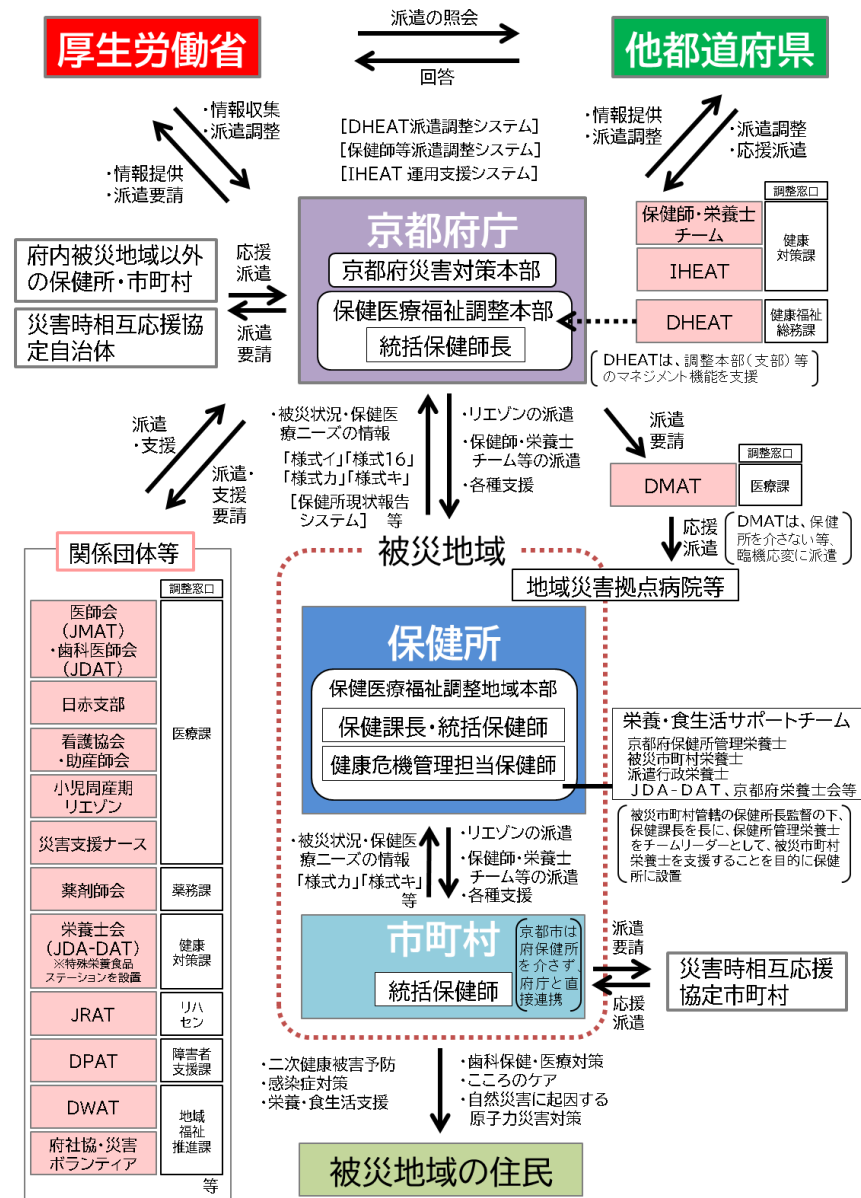 厚生労働省
派遣の照会
回答
他都道府県
・情報収集
・派遣調整
・情報提供
・派遣要請
[DHEAT派遣調整システム]
[保健師等派遣調整システム]
[IHEAT 運用支援システム]
・情報提供
・派遣調整
・派遣調整
・応援派遣
調整窓口
保健師・栄養士
チーム
IHEAT
健康
対策課
DHEAT
健康福祉
総務課
DHEATは、調整本部(支部)等
のマネジメント機能を支援
京都府庁
京都府災害対策本部
保健医療福祉調整本部
統括保健師長
府内被災地域以外
の保健所・市町村
災害時相互応援協
定自治体
応援
派遣
派遣
要請
派遣
・支援
派遣・
支援
要請
・被災状況・保健医
療ニーズの情報
「様式イ」「様式16」
「様式カ」「様式キ」
[保健所現状報告
システム] 等
・リエゾンの派遣
・保健師・栄養士
チーム等の派遣
・各種支援
派遣
要請
調整窓口
DMAT
医療課
応援
派遣
DMATは、保健
所を介さない等、
臨機応変に派遣
地域災害拠点病院等
関係団体等
調整窓口
医師会
(JMAT)
・歯科医師会
(JDAT)
日赤支部
看護協会
・助産師会
小児周産期
リエゾン
災害支援ナース
医療課
薬剤師会
薬務課
栄養士会
(JDA-DAT)
※特殊栄養食品
ステーションを設置
健康
対策課
JRAT
リハ
セン
DPAT
障害者
支援課
DWAT
府社協・災害
ボランティア
地域
福祉
推進課
等
被災地域
保健所
保健医療福祉調整地域本部
保健課長・統括保健師
健康危機管理担当保健師
栄養・食生活サポートチーム
京都府保健所管理栄養士
被災市町村栄養士
派遣行政栄養士
JDA-DAT、京都府栄養士会等
被災市町村管轄の保健所長監督の下、
保健課長を長に、保健所管理栄養士
をチームリーダーとして、被災市町村
栄養士を支援することを目的に保健
所に設置
・被災状況・保健医
療ニーズの情報
「様式カ」「様式キ」
等
・リエゾンの派遣
・保健師・栄養士
チーム等の派遣
・各種支援
市町村
統括保健師
京都市は
府保健所
を介さず、
府庁と直
接連携
派遣
要請
応援
派遣
災害時相互応援
協定市町村
・二次健康被害予防
・感染症対策
・栄養・食生活支援
・歯科保健・医療対策
・こころのケア
・自然災害に起因する
原子力災害対策
被災地域の住民